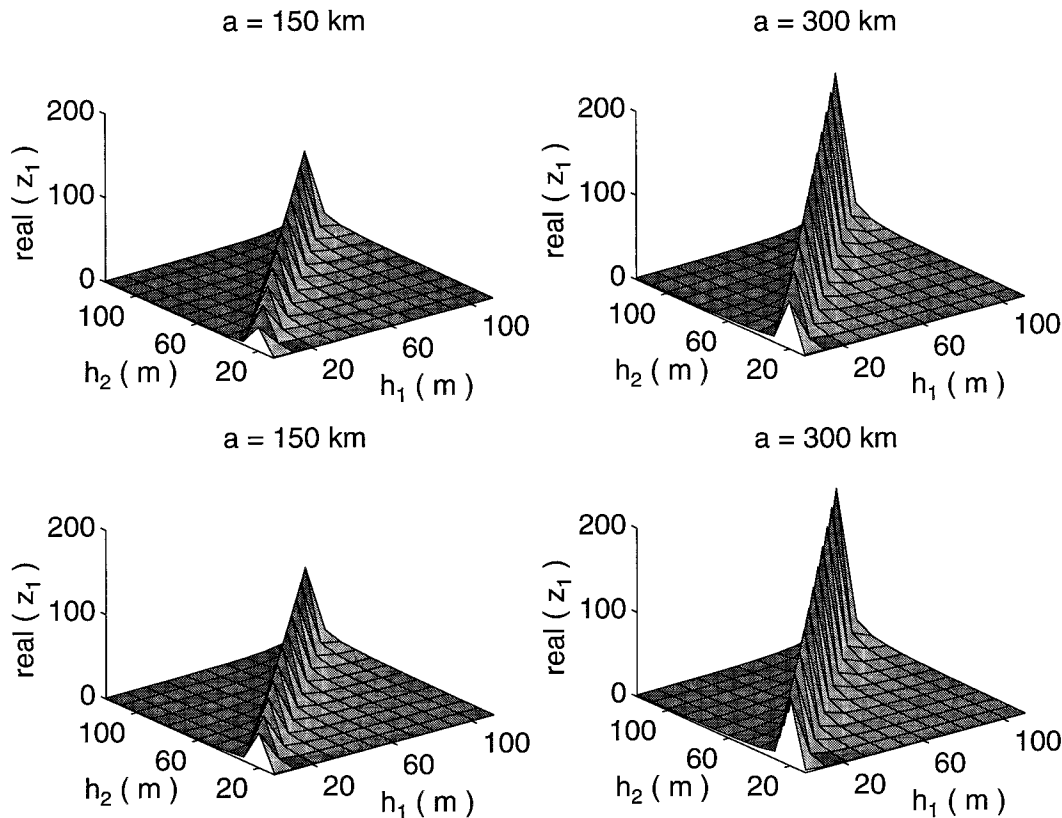 a = 150 km
200
100
0
real ( z₁ )
100
60
20
h₂ ( m )
20
60
100
h₁ ( m )
a = 300 km
200
100
0
real ( z₁ )
100
60
20
h₂ ( m )
20
60
100
h₁ ( m )
a = 150 km
200
100
0
real ( z₁ )
100
60
20
h₂ ( m )
20
60
100
h₁ ( m )
a = 300 km
200
100
0
real ( z₁ )
100
60
20
h₂ ( m )
20
60
100
h₁ ( m )